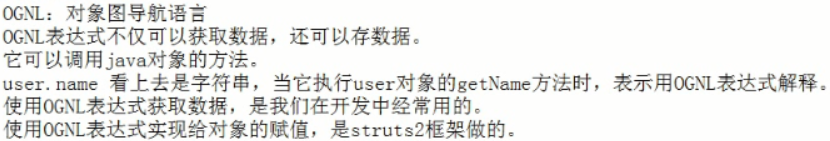 OGNL：对象图导航语言
OGNL表达式不仅可以获取数据，还可以存数据。
它可以调用java对象的方法。
user.name 看上去是字符串，当它执行user对象的getName方法时，表示用OGNL表达式解释。
使用OGNL表达式获取数据，是我们在开发中经常用的。
使用OGNL表达式实现给对象的赋值，是struts2框架做的。